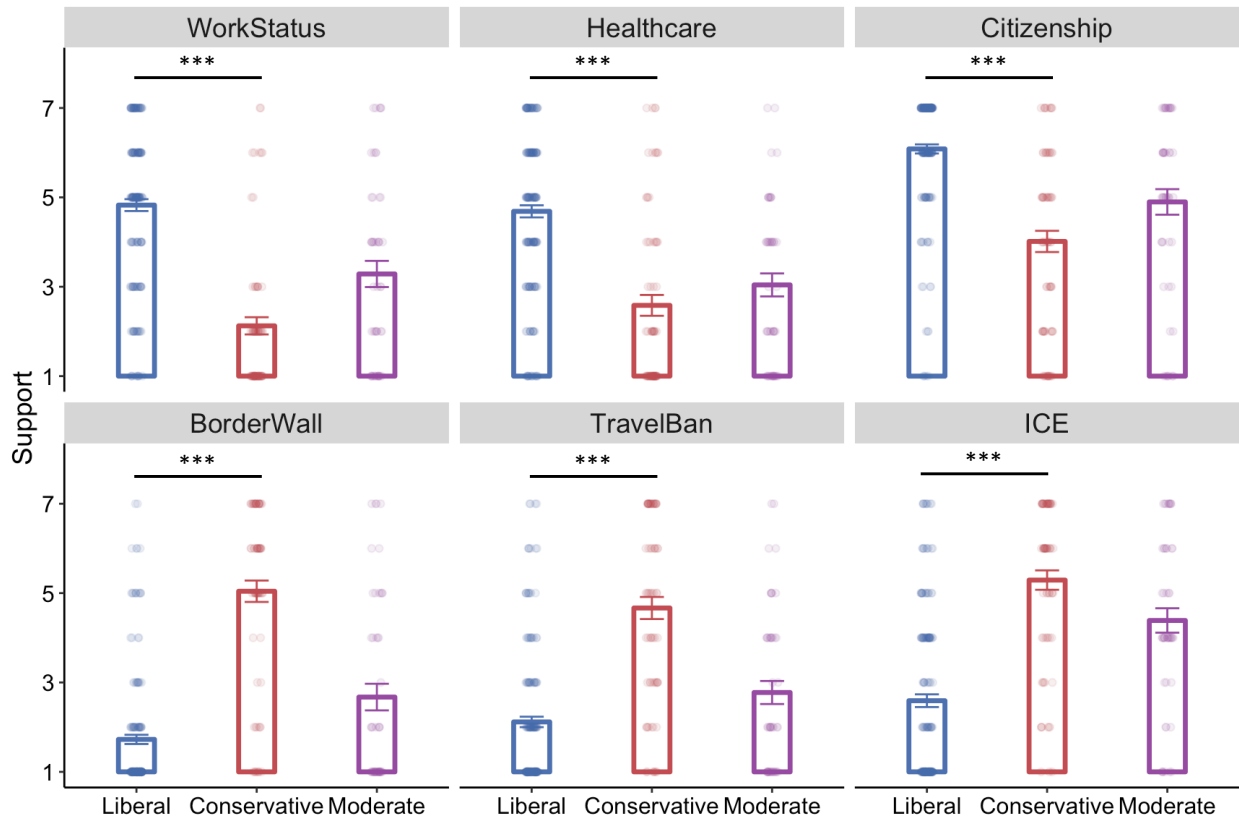 WorkStatus Healthcare Citizenship
*** *** ***
7
5
3
1
Support
BorderWall TravelBan ICE
*** *** ***
7
5
3
1
Liberal Conservative Moderate Liberal Conservative Moderate Liberal Conservative Moderate